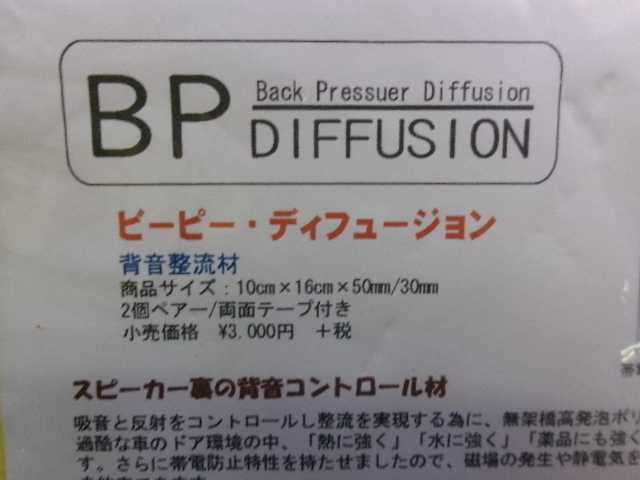 BP
Back Pressuer Diffusion
DIFFUSION
ビーピー・ディフュージョン
背音整流材
商品サイズ：10cm×16cm×50mm/30mm
2個ペアー/両面テープ付き
小売価格 ¥3.000円 +税
スピーカー裏の背音コントロール材
吸音と反射をコントロールし整流を実現する為に、無架橋高発泡ポリ
過酷な車のドア環境の中、「熱に強く」「水に強く」「薬品にも強く
す。さらに帯電防止特性を持たせましたので、磁場の発生や静電気を